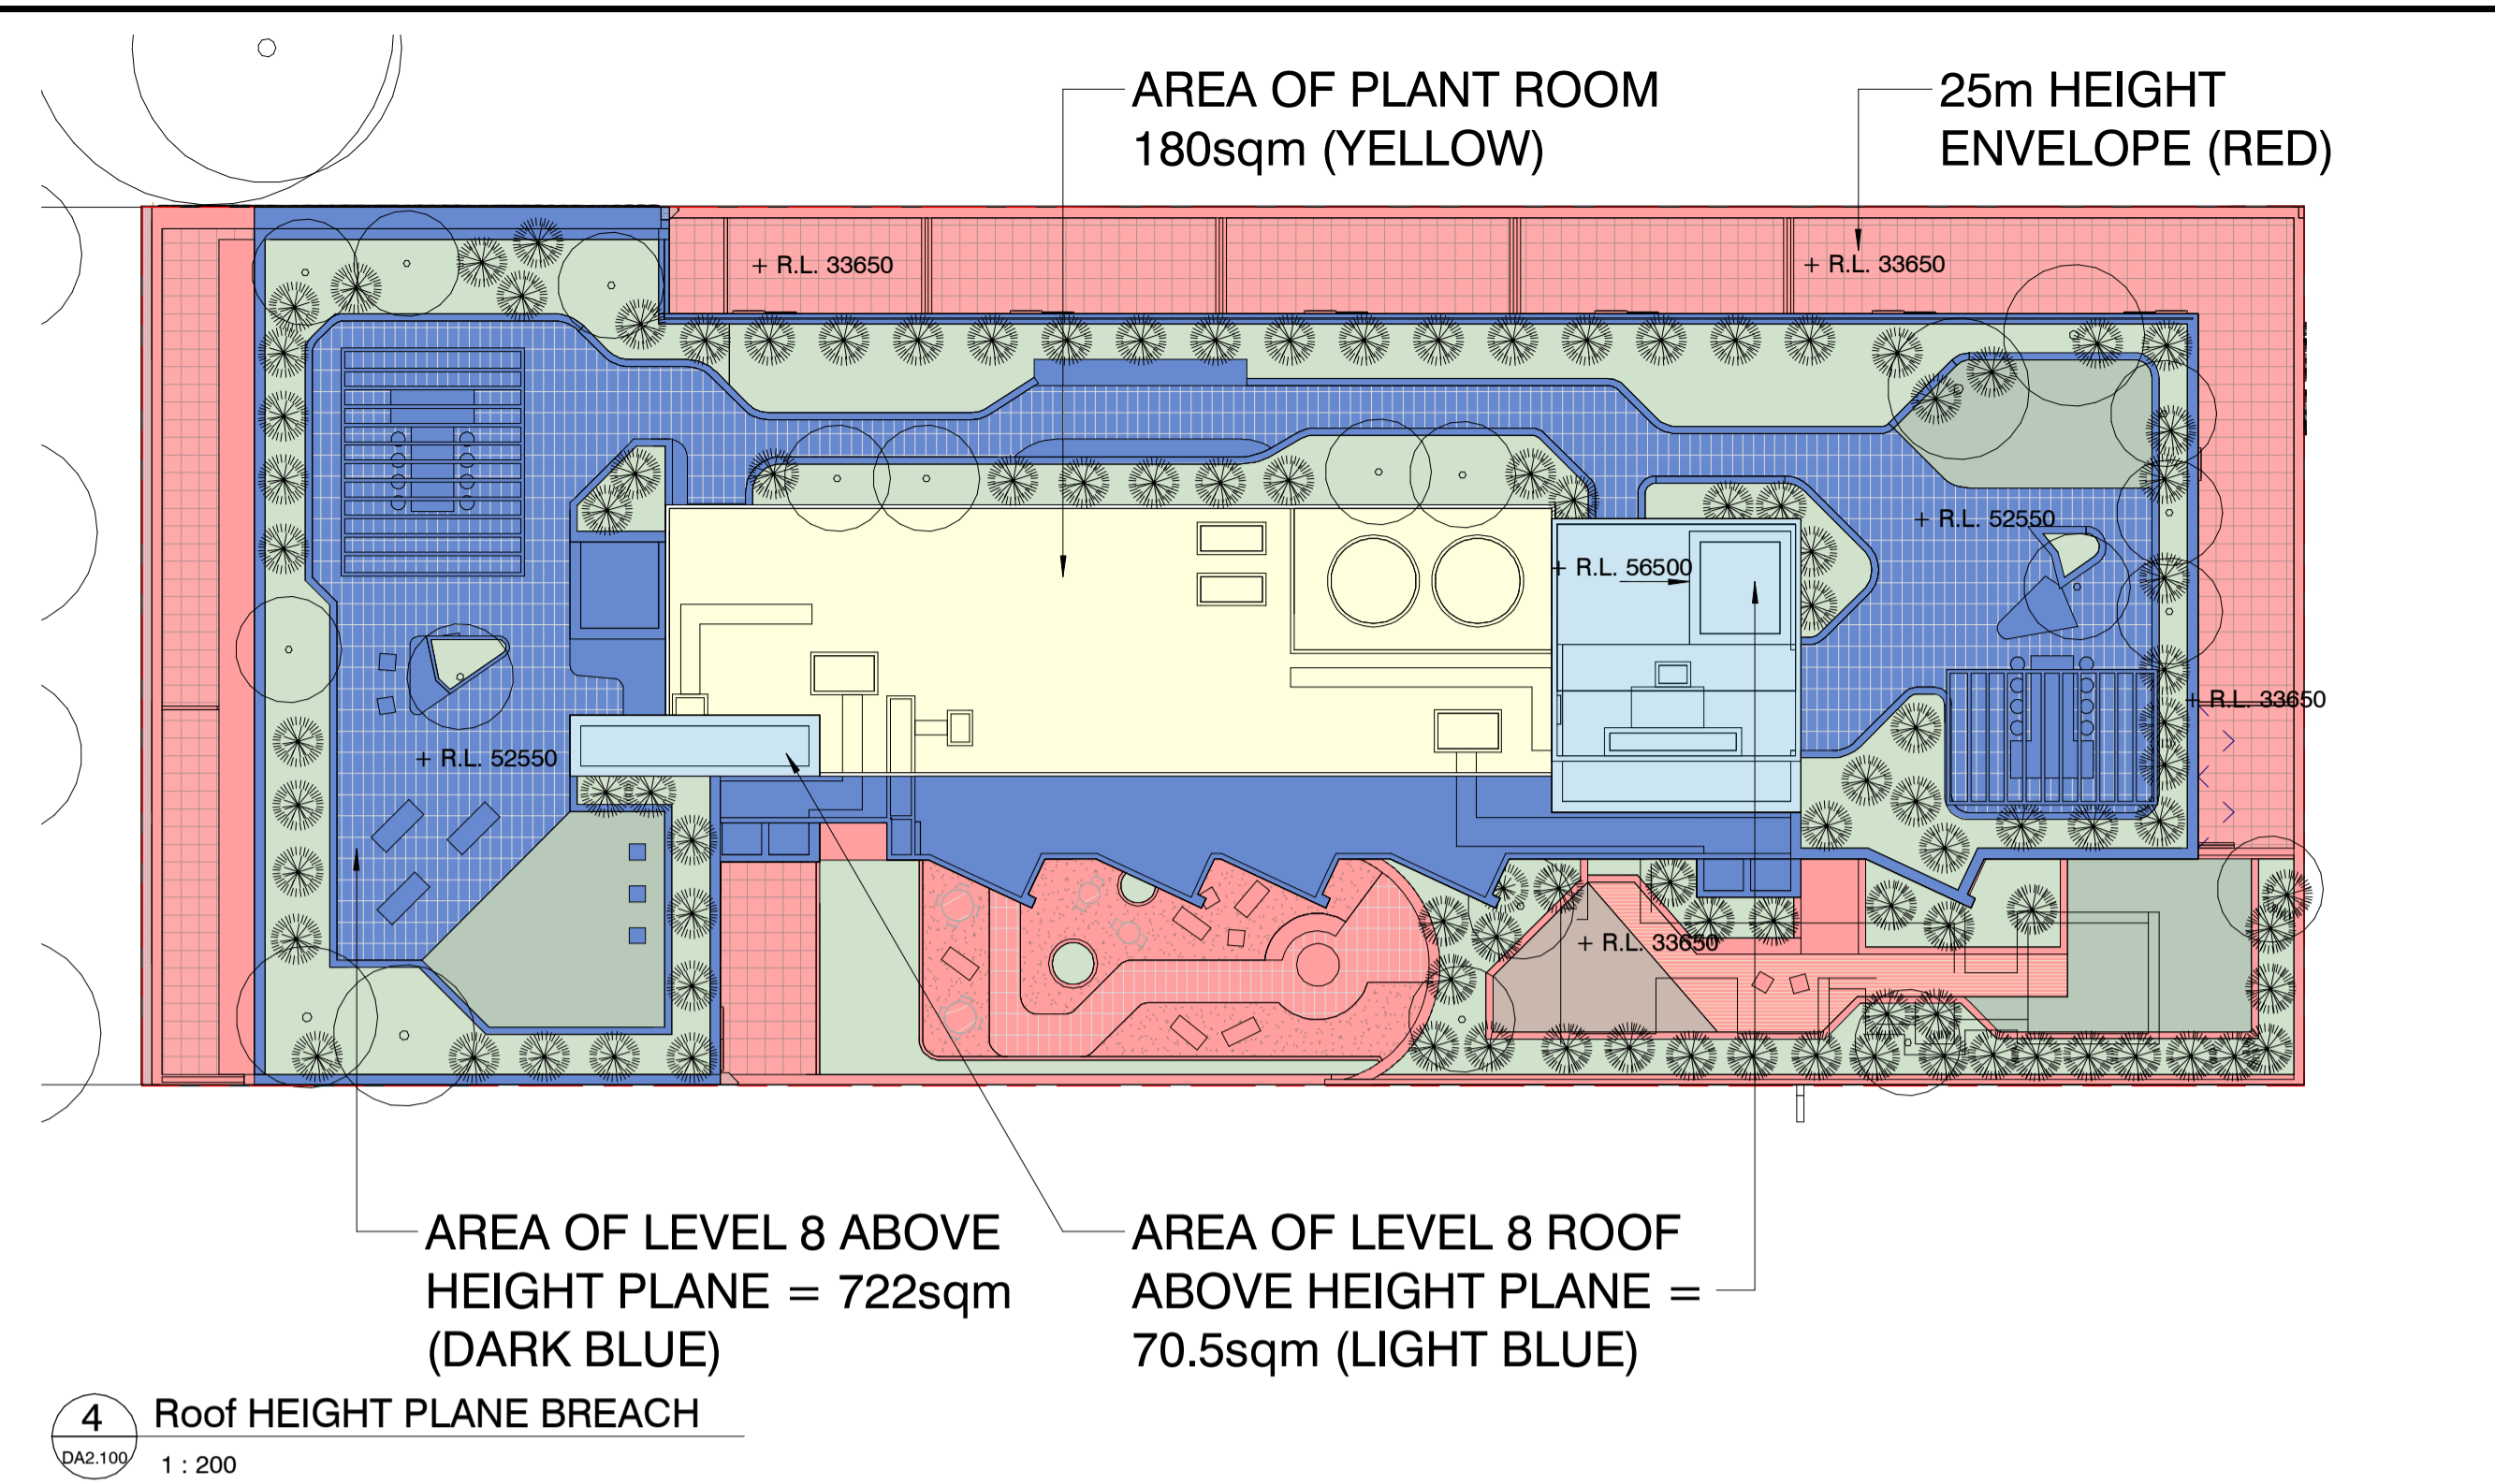 AREA OF PLANT ROOM
180sqm (YELLOW)
25m HEIGHT
ENVELOPE (RED)
+ R.L. 33650
+ R.L. 33650
+ R.L. 52550
+ R.L. 56500
+ R.L. 33650
+ R.L. 52550
+ R.L. 33650
AREA OF LEVEL 8 ABOVE
HEIGHT PLANE = 722sqm
(DARK BLUE)
AREA OF LEVEL 8 ROOF
ABOVE HEIGHT PLANE =
70.5sqm (LIGHT BLUE)
4
DA2.100
Roof HEIGHT PLANE BREACH
1 : 200